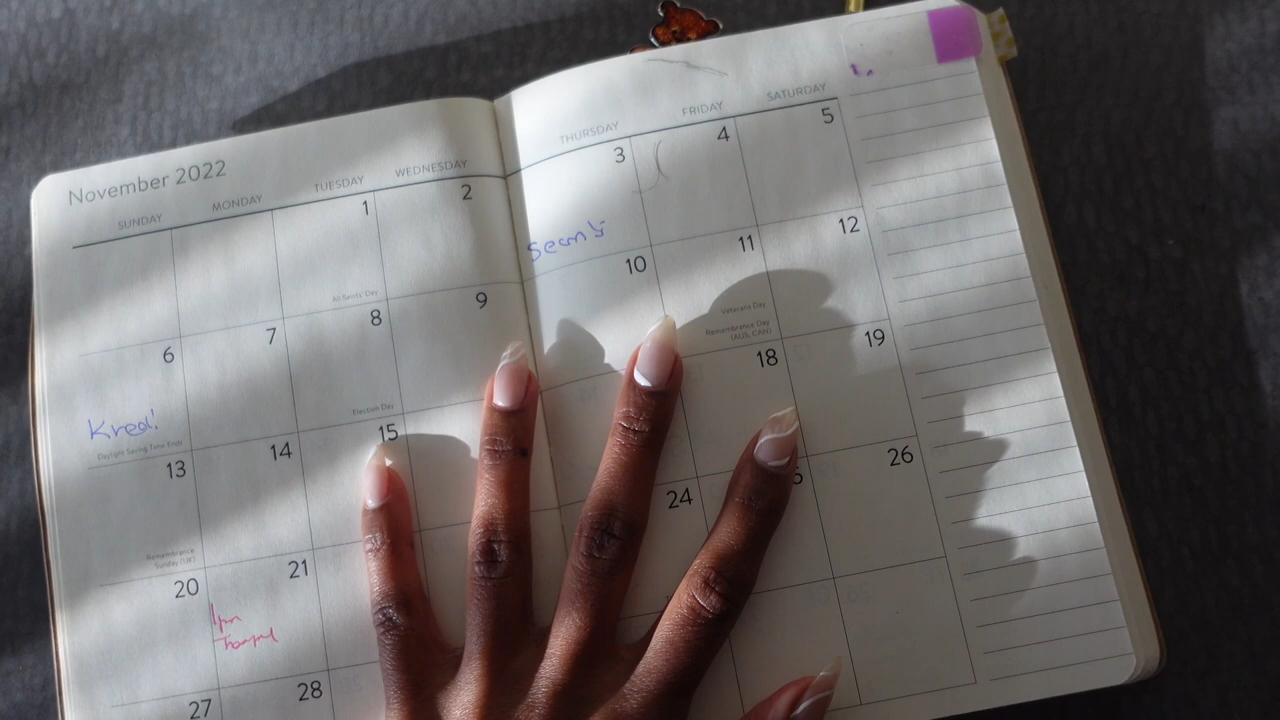 November 2022
SUNDAY MONDAY TUESDAY WEDNESDAY THURSDAY FRIDAY SATURDAY
1 2 3 4 5
All Saints' Day
Sean's
6 7 8 9 10 11 12
Veterans Day
Remembrance Day
(AUS, CAN)
Election Day
Daylight Saving Time Ends
13 14 15 18 19
Remembrance
Sunday (UK)
20 21 24 26
1pm
27 28